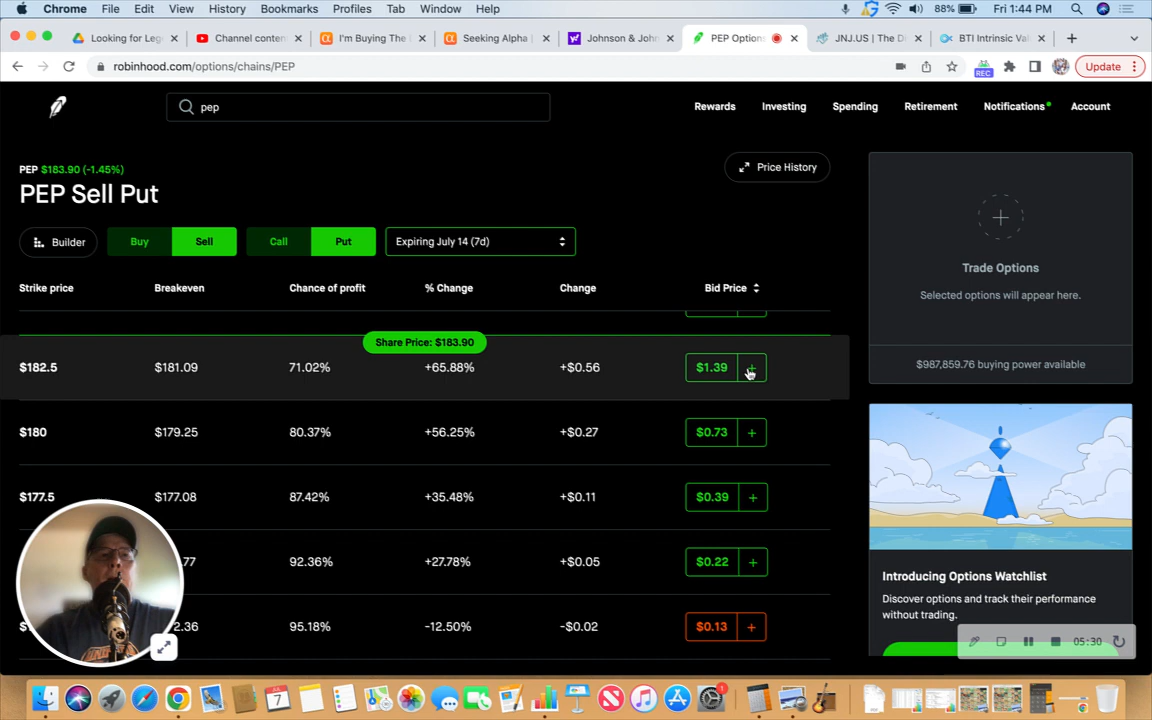 Chrome File Edit View History Bookmarks Profiles Tab Window Help 88% Fri 1:44 PM
Looking for Leg Channel conten I'm Buying The Seeking Alpha Johnson & John PEP Option JNJ.US | The Di BTI Intrinsic Val
robinhood.com/options/chains/PEP REC Update
pep Rewards Investing Spending Retirement Notifications Account
PEP $183.90 (-1.45%)
PEP Sell Put
Price History
Builder Buy Sell Call Put Expiring July 14 (7d)
Strike price Breakeven Chance of profit % Change Change Bid Price
Share Price: $183.90
$182.5 $181.09 71.02% +65.88% +$0.56 $1.39 +
$180 $179.25 80.37% +56.25% +$0.27 $0.73 +
$177.5 $177.08 87.42% +35.48% +$0.11 $0.39 +
77 92.36% +27.78% +$0.05 $0.22 +
2.36 95.18% -12.50% -$0.02 $0.13 +
Trade Options
Selected options will appear here.
$987,859.76 buying power available
Introducing Options Watchlist
Discover options and track their performance
without trading.
05:30
JUL
7
1